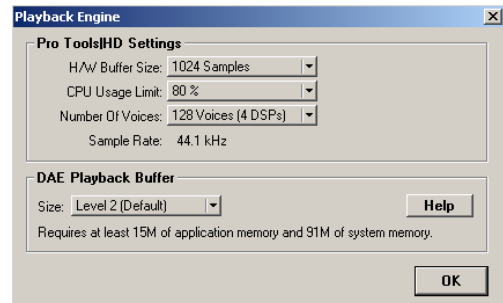 Playback Engine
Pro Tools|HD Settings
H/W Buffer Size: 1024 Samples
CPU Usage Limit: 80 %
Number Of Voices: 128 Voices (4 DSPs)
Sample Rate: 44.1 kHz
DAE Playback Buffer
Size: Level 2 (Default)
Help
Requires at least 15M of application memory and 91M of system memory.
OK